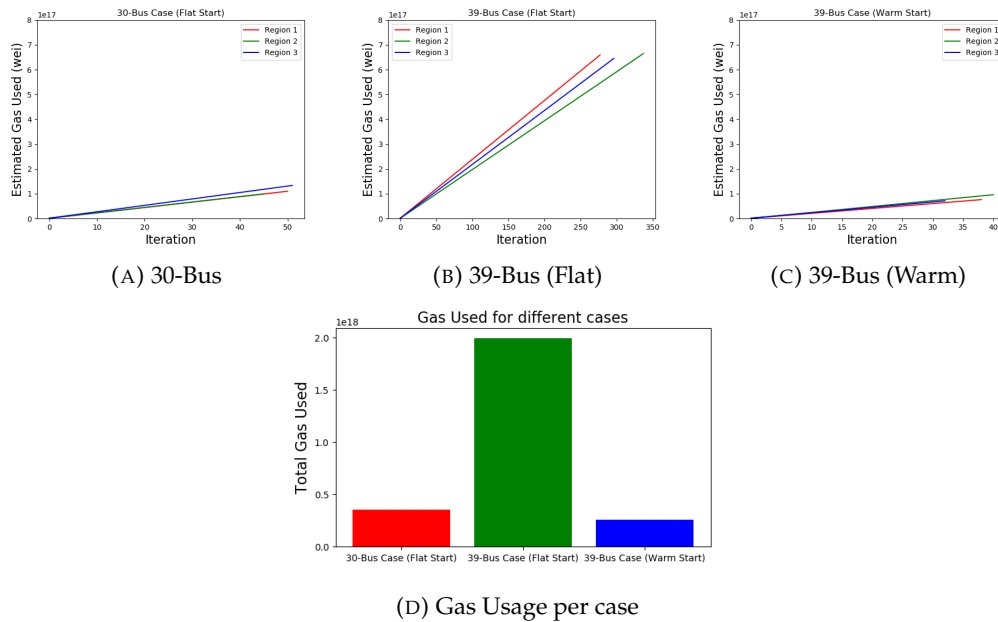 30-Bus Case (Flat Start)
1e17
8
7
6
5
4
3
2
1
0
Estimated Gas Used (wei)
Region 1
Region 2
Region 3
0 10 20 30 40 50
Iteration
(A) 30-Bus
39-Bus Case (Flat Start)
1e17
8
7
6
5
4
3
2
1
0
Estimated Gas Used (wei)
Region 1
Region 2
Region 3
0 50 100 150 200 250 300 350
Iteration
(B) 39-Bus (Flat)
39-Bus Case (Warm Start)
1e17
8
7
6
5
4
3
2
1
0
Estimated Gas Used (wei)
Region 1
Region 2
Region 3
0 5 10 15 20 25 30 35 40
Iteration
(C) 39-Bus (Warm)
Gas Used for different cases
1e18
2.0
1.5
1.0
0.5
0.0
Total Gas Used
30-Bus Case (Flat Start) 39-Bus Case (Flat Start) 39-Bus Case (Warm Start)
(D) Gas Usage per case